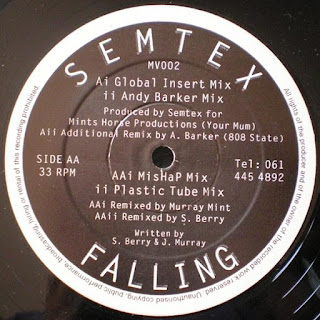 SEMTEX
MV002
Ai Global Insert Mix
ii Andy Barker Mix
Produced by Semtex for
Mints Horse Productions (Your Mum)
Aii Additional Remix by A. Barker (808 State)
SIDE AA
33 RPM
Tel: 061
445 4892
AAi MisHaP Mix
ii Plastic Tube Mix
AAi Remixed by Murray Mint
AAii Remixed by S. Berry
Written by
S. Berry & J. Murray
FALLING
All rights of the producer and of the owner of the recorded work reserved. Unauthorised copying, public performance, broadcasting, hiring or rental of this recording prohibited.